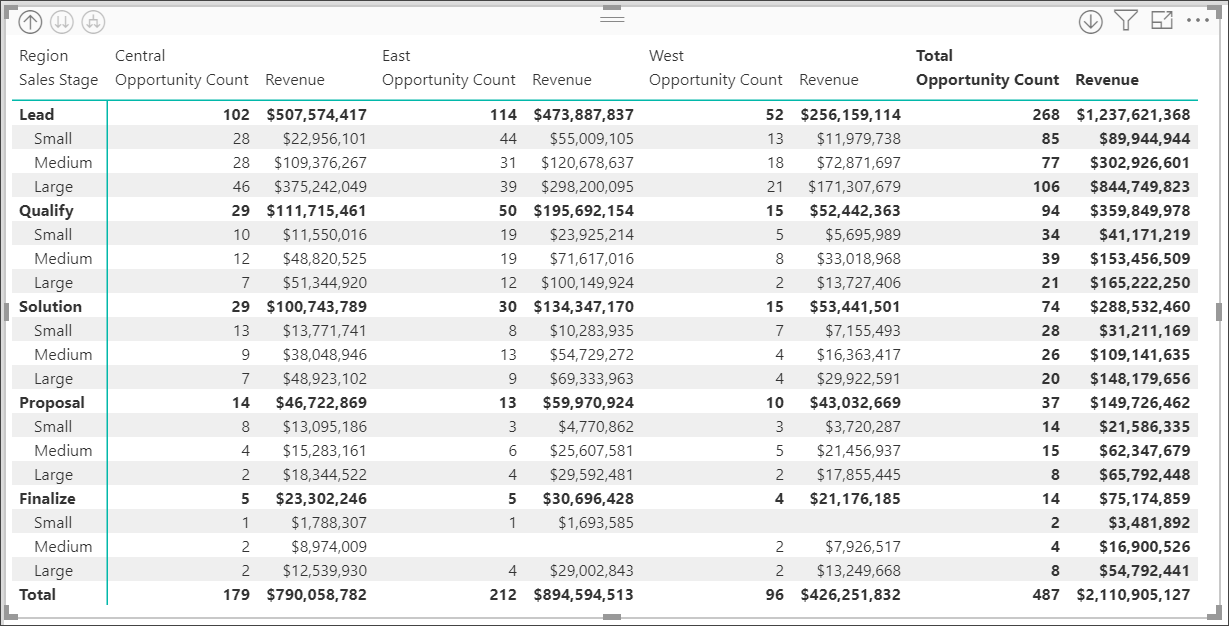 Region Central East West Total
Sales Stage Opportunity Count Revenue Opportunity Count Revenue Opportunity Count Revenue Opportunity Count Revenue
Lead 102 $507,574,417 114 $473,887,837 52 $256,159,114 268 $1,237,621,368
Small 28 $22,956,101 44 $55,009,105 13 $11,979,738 85 $89,944,944
Medium 28 $109,376,267 31 $120,678,637 18 $72,871,697 77 $302,926,601
Large 46 $375,242,049 39 $298,200,095 21 $171,307,679 106 $844,749,823
Qualify 29 $111,715,461 50 $195,692,154 15 $52,442,363 94 $359,849,978
Small 10 $11,550,016 19 $23,925,214 5 $5,695,989 34 $41,171,219
Medium 12 $48,820,525 19 $71,617,016 8 $33,018,968 39 $153,456,509
Large 7 $51,344,920 12 $100,149,924 2 $13,727,406 21 $165,222,250
Solution 29 $100,743,789 30 $134,347,170 15 $53,441,501 74 $288,532,460
Small 13 $13,771,741 8 $10,283,935 7 $7,155,493 28 $31,211,169
Medium 9 $38,048,946 13 $54,729,272 4 $16,363,417 26 $109,141,635
Large 7 $48,923,102 9 $69,333,963 4 $29,922,591 20 $148,179,656
Proposal 14 $46,722,869 13 $59,970,924 10 $43,032,669 37 $149,726,462
Small 8 $13,095,186 3 $4,770,862 3 $3,720,287 14 $21,586,335
Medium 4 $15,283,161 6 $25,607,581 5 $21,456,937 15 $62,347,679
Large 2 $18,344,522 4 $29,592,481 2 $17,855,445 8 $65,792,448
Finalize 5 $23,302,246 5 $30,696,428 4 $21,176,185 14 $75,174,859
Small 1 $1,788,307 1 $1,693,585 2 $3,481,892
Medium 2 $8,974,009 2 $7,926,517 4 $16,900,526
Large 2 $12,539,930 4 $29,002,843 2 $13,249,668 8 $54,792,441
Total 179 $790,058,782 212 $894,594,513 96 $426,251,832 487 $2,110,905,127